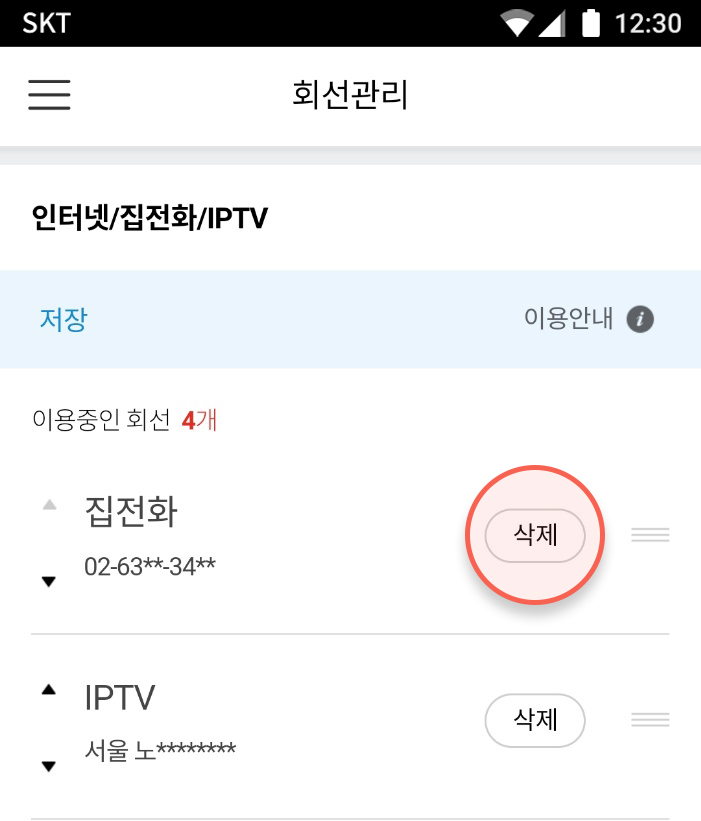 SKT 12:30
회선관리
인터넷/집전화/IPTV
저장 이용안내 i
이용중인 회선 4개
집전화 삭제
02-63**-34**
IPTV 삭제
서울 노********